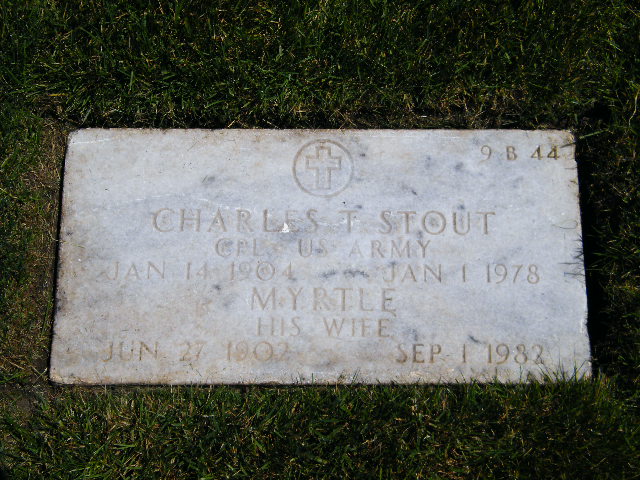 9 B 44
CHARLES T STOUT
CPL US ARMY
JAN 14 1904 JAN 1 1978
MYRTLE
HIS WIFE
JUN 27 1902 SEP 1 1982